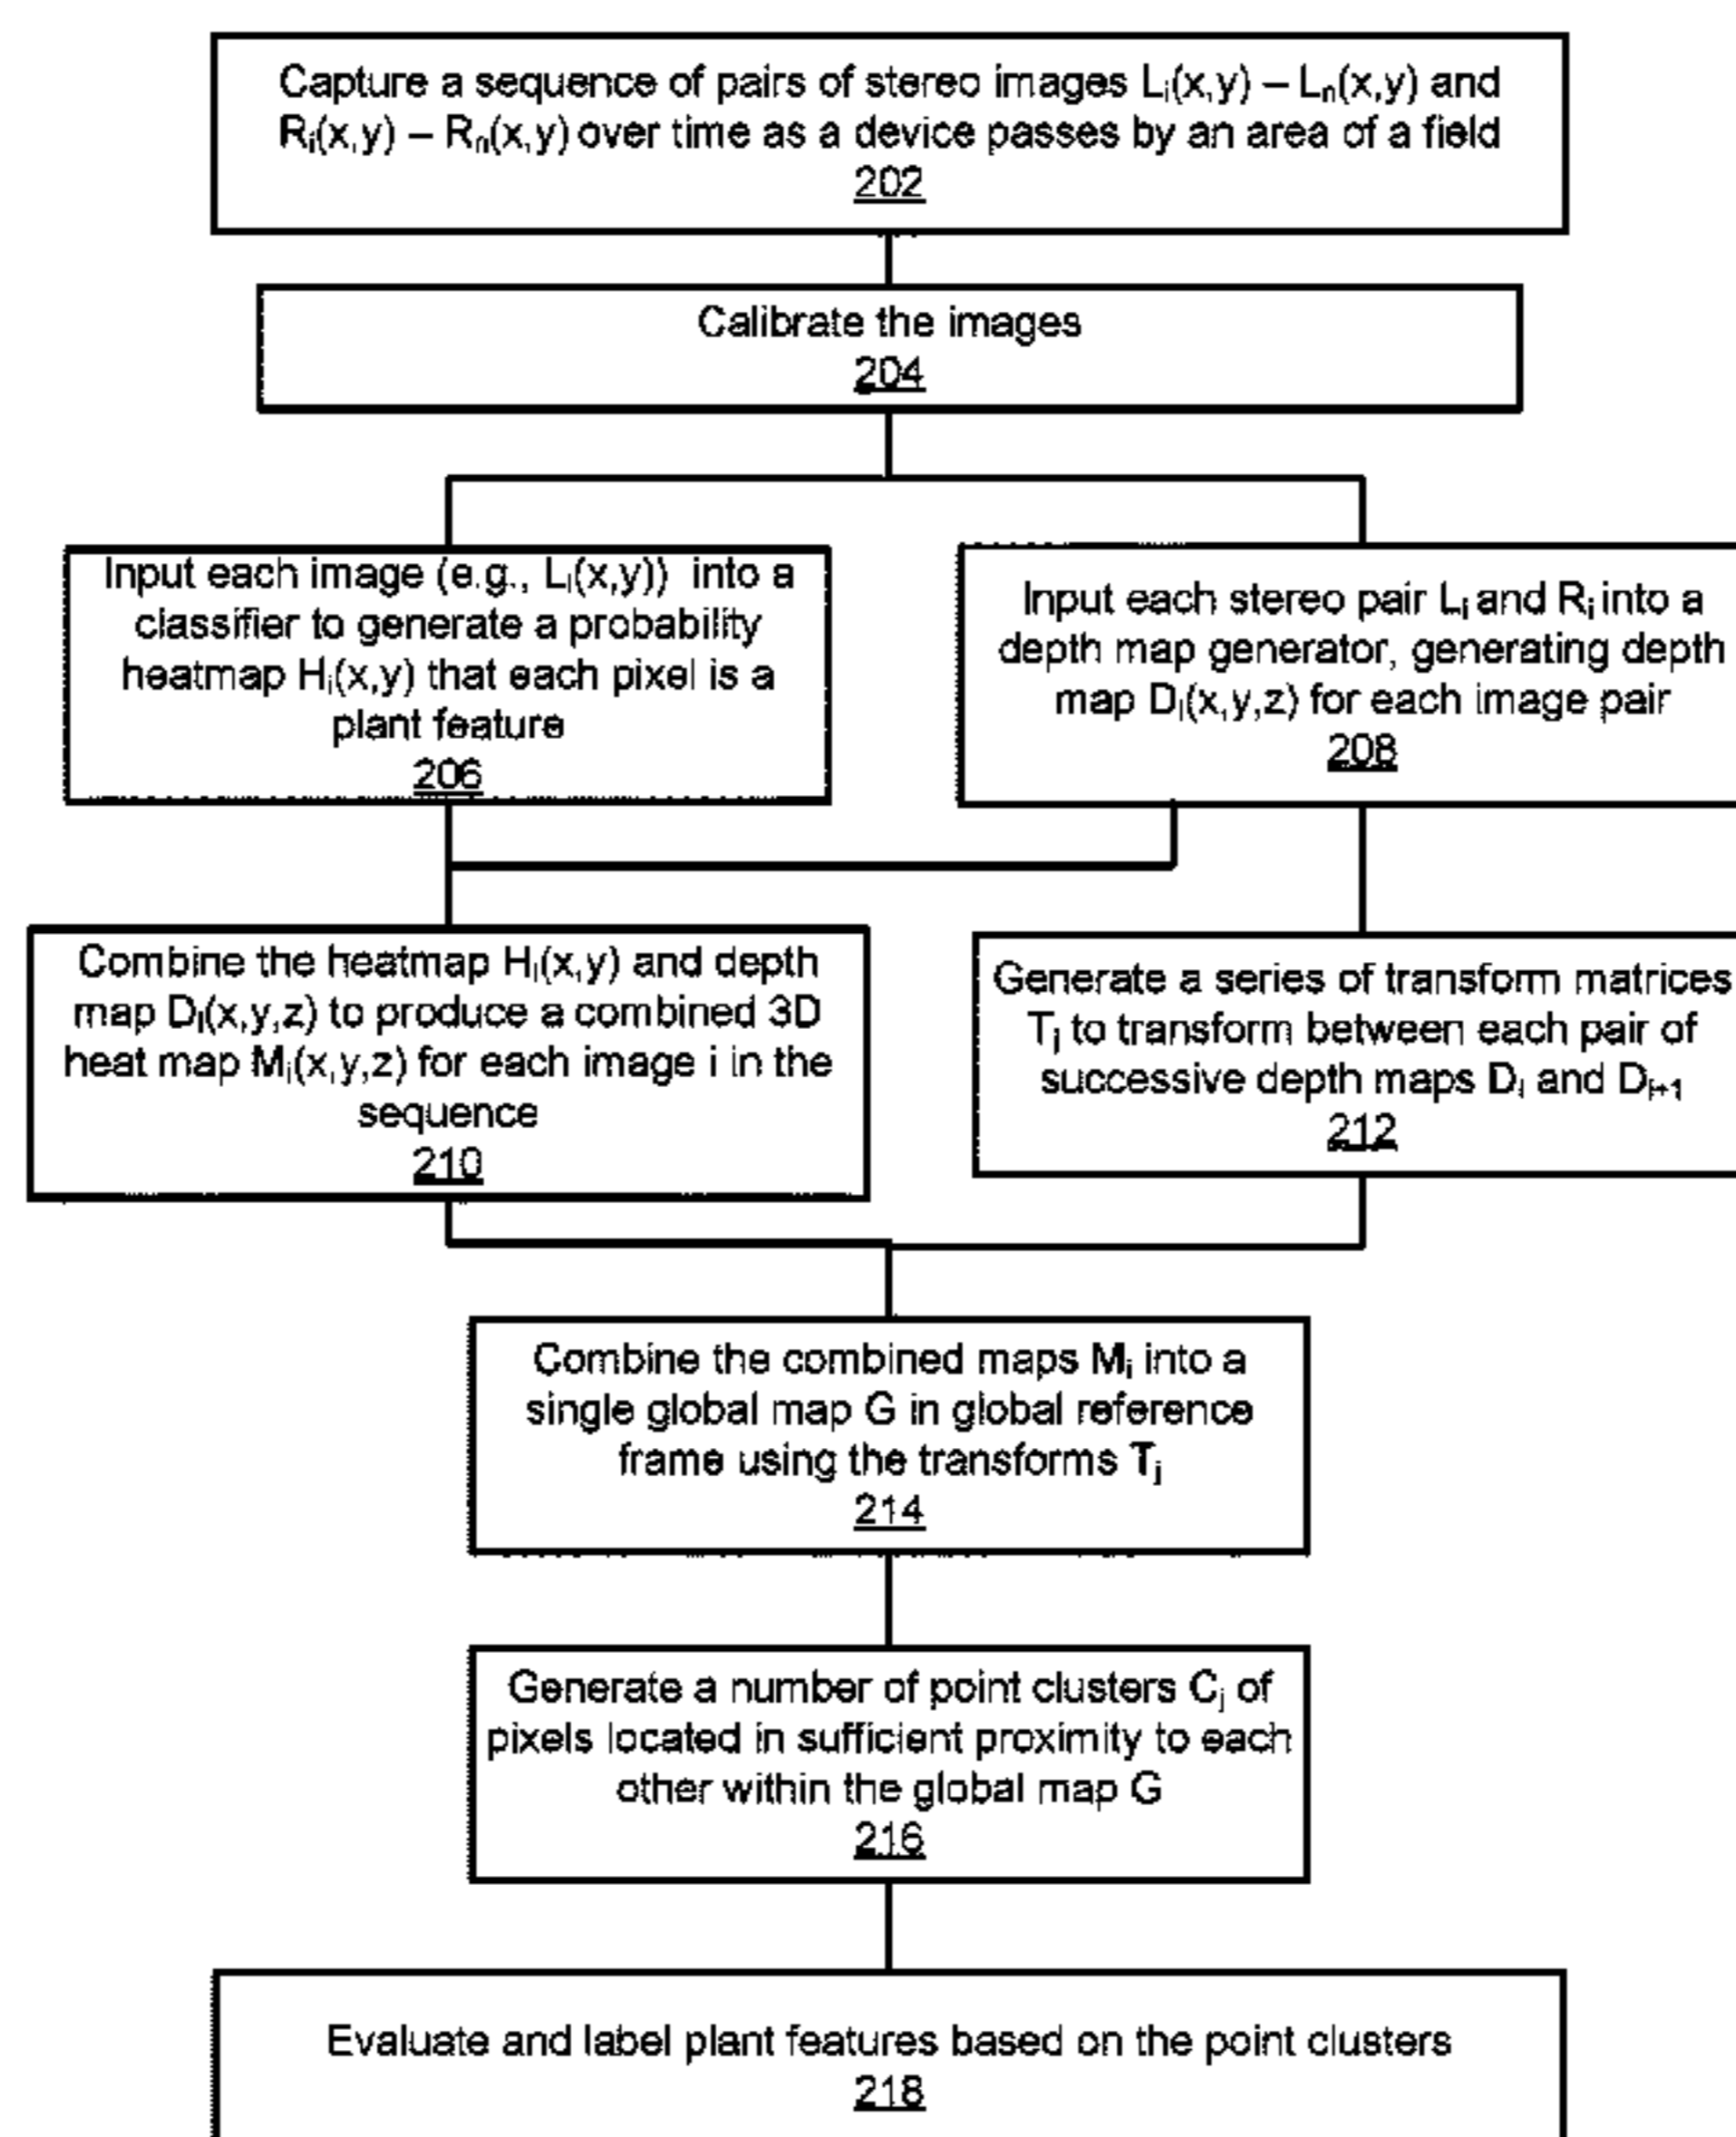 Capture a sequence of pairs of stereo images Lᵢ(x,y) – Lₙ(x,y) and
Rᵢ(x,y) – Rₙ(x,y) over time as a device passes by an area of a field
202
Calibrate the images
204
Input each image (e.g., Lᵢ(x,y)) into a
classifier to generate a probability
heatmap Hᵢ(x,y) that each pixel is a
plant feature
206
Input each stereo pair Lᵢ and Rᵢ into a
depth map generator, generating depth
map Dᵢ(x,y,z) for each image pair
208
Combine the heatmap Hᵢ(x,y) and depth
map Dᵢ(x,y,z) to produce a combined 3D
heat map Mᵢ(x,y,z) for each image i in the
sequence
210
Generate a series of transform matrices
Tⱼ to transform between each pair of
successive depth maps Dᵢ and Dᵢ₊₁
212
Combine the combined maps Mᵢ into a
single global map G in global reference
frame using the transforms Tⱼ
214
Generate a number of point clusters Cⱼ of
pixels located in sufficient proximity to each
other within the global map G
216
Evaluate and label plant features based on the point clusters
218